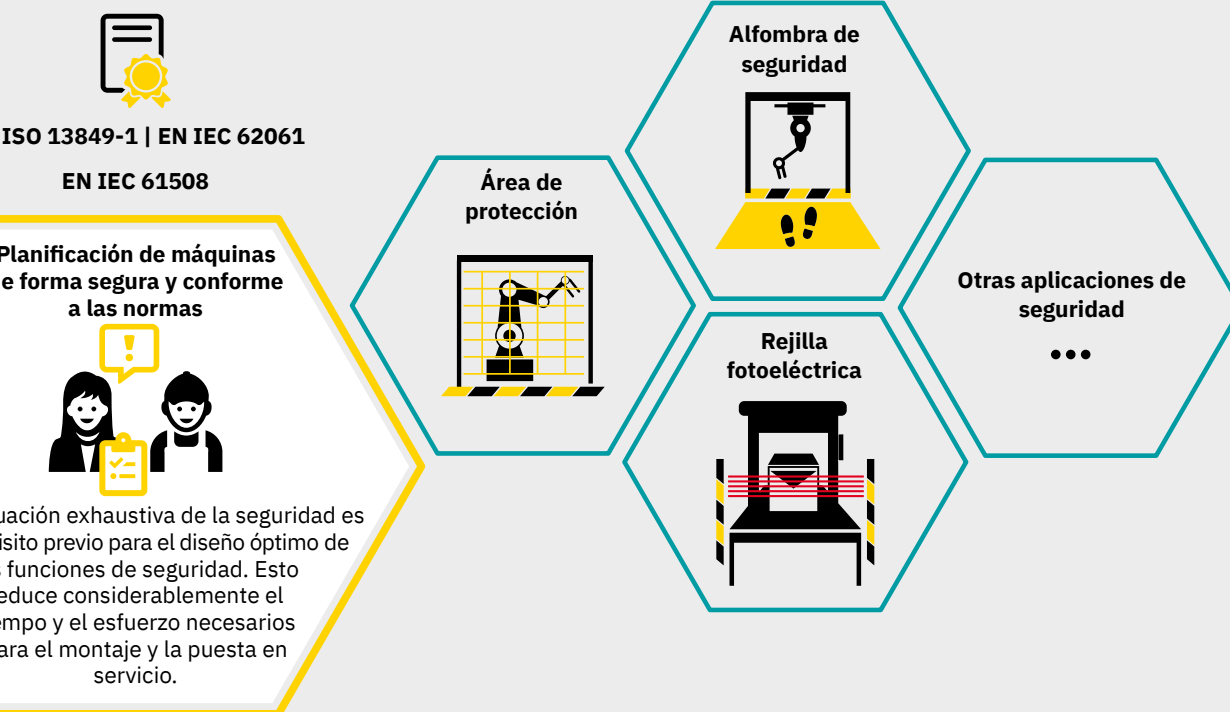 ISO 13849-1 | EN IEC 62061
EN IEC 61508
Planificación de máquinas
e forma segura y conforme
a las normas
uación exhaustiva de la seguridad es
isito previo para el diseño óptimo de
s funciones de seguridad. Esto
educe considerablemente el
empo y el esfuerzo necesarios
ara el montaje y la puesta en
servicio.
Área de
protección
Alfombra de
seguridad
Rejilla
fotoeléctrica
Otras aplicaciones de
seguridad
...